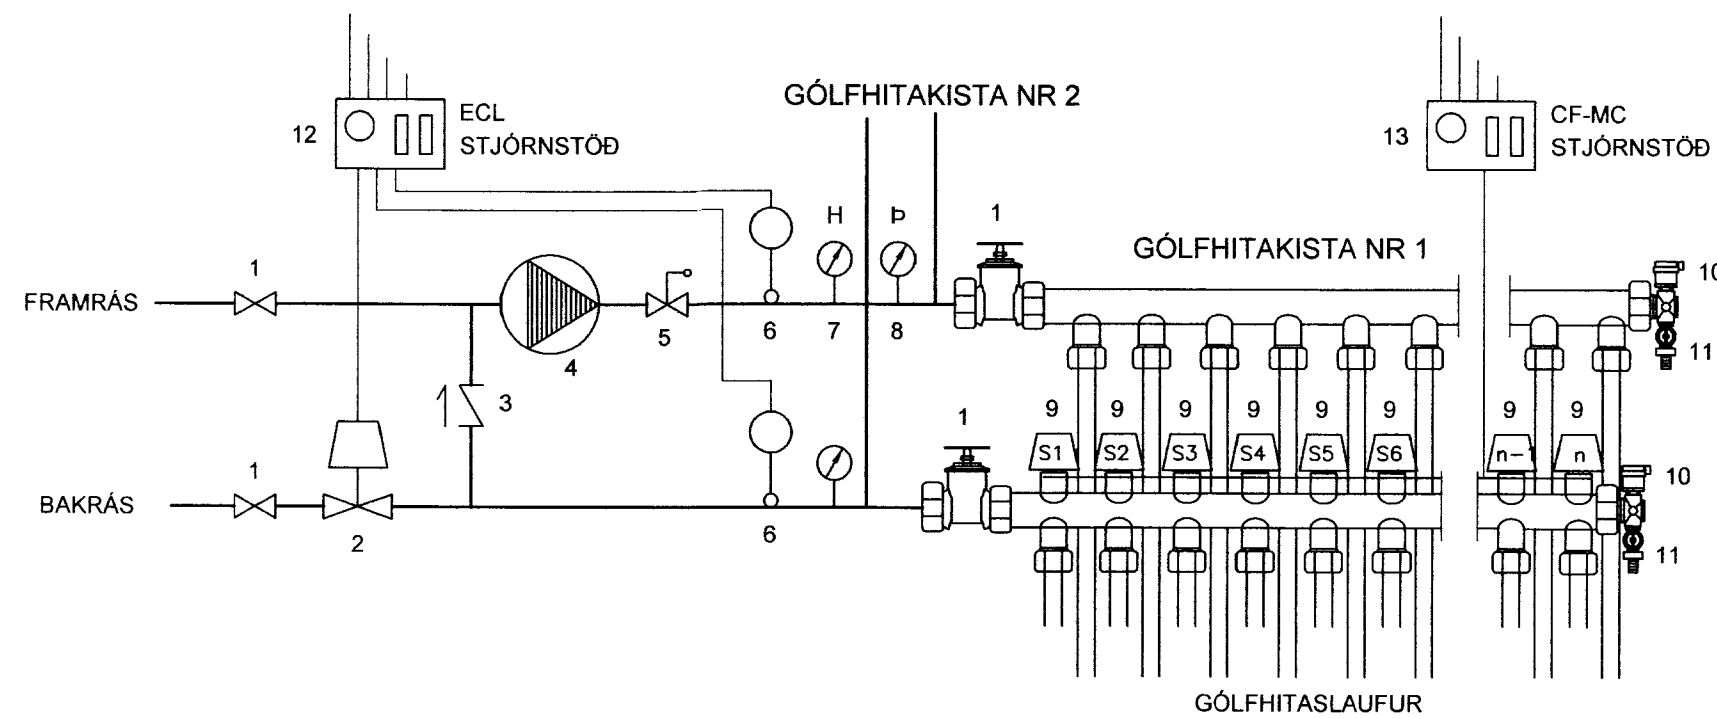 GÓLFHITAKISTA NR 2
12
ECL
STJÓRNSTÖÐ
13
CF-MC
STJÓRNSTÖÐ
H
Þ
1
GÓLFHITAKISTA NR 1
1
10
FRAMRÁS
4
5
6
7
8
11
3
1
9
9
9
9
9
9
9
9
S1
S2
S3
S4
S5
S6
n-1
n
10
1
BAKRÁS
2
6
11
GÓLFHITASLAUFUR